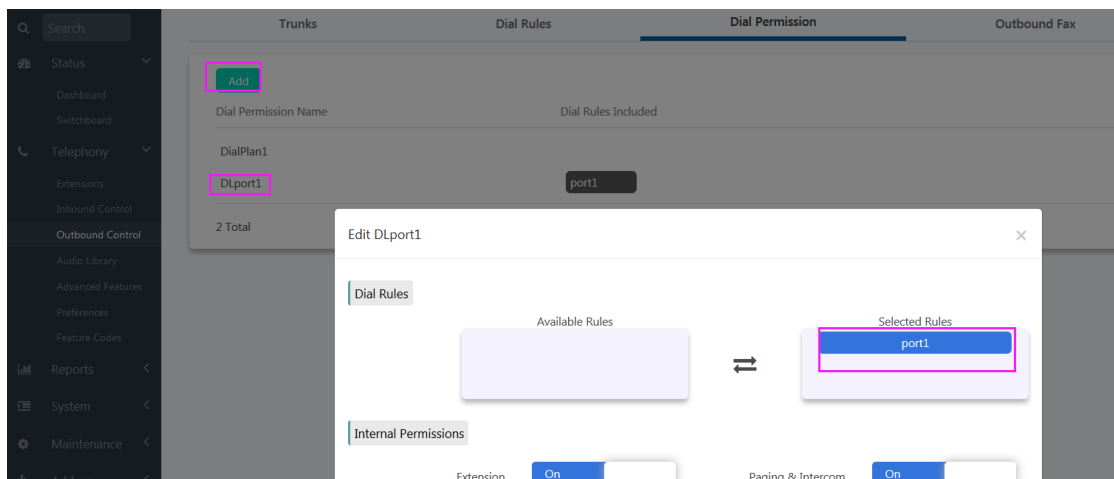 Search
Status
Dashboard
Switchboard
Telephony
Extensions
Inbound Control
Outbound Control
Audio Library
Advanced Features
Preferences
Feature Codes
Reports
System
Maintenance
Trunks
Dial Rules
Dial Permission
Outbound Fax
Add
Dial Permission Name
Dial Rules Included
DialPlan1
DLport1
port1
2 Total
Edit DLport1
×
Dial Rules
Available Rules
Selected Rules
port1
Internal Permissions
Extension
On
Paging & Intercom
On